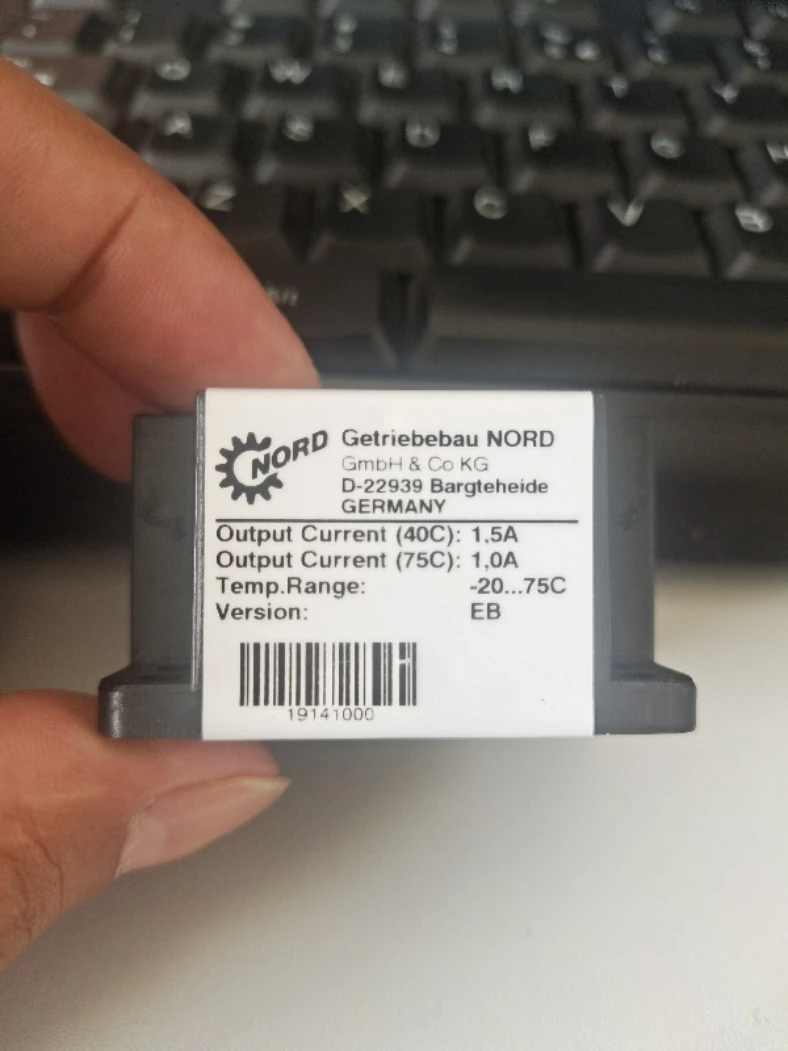 W E
A S D F G H
Z X C V B
NORD
Getriebebau NORD
GmbH & Co KG
D-22939 Bargteheide
GERMANY
Output Current (40C): 1,5A
Output Current (75C): 1,0A
Temp.Range: -20...75C
Version: EB
19141000